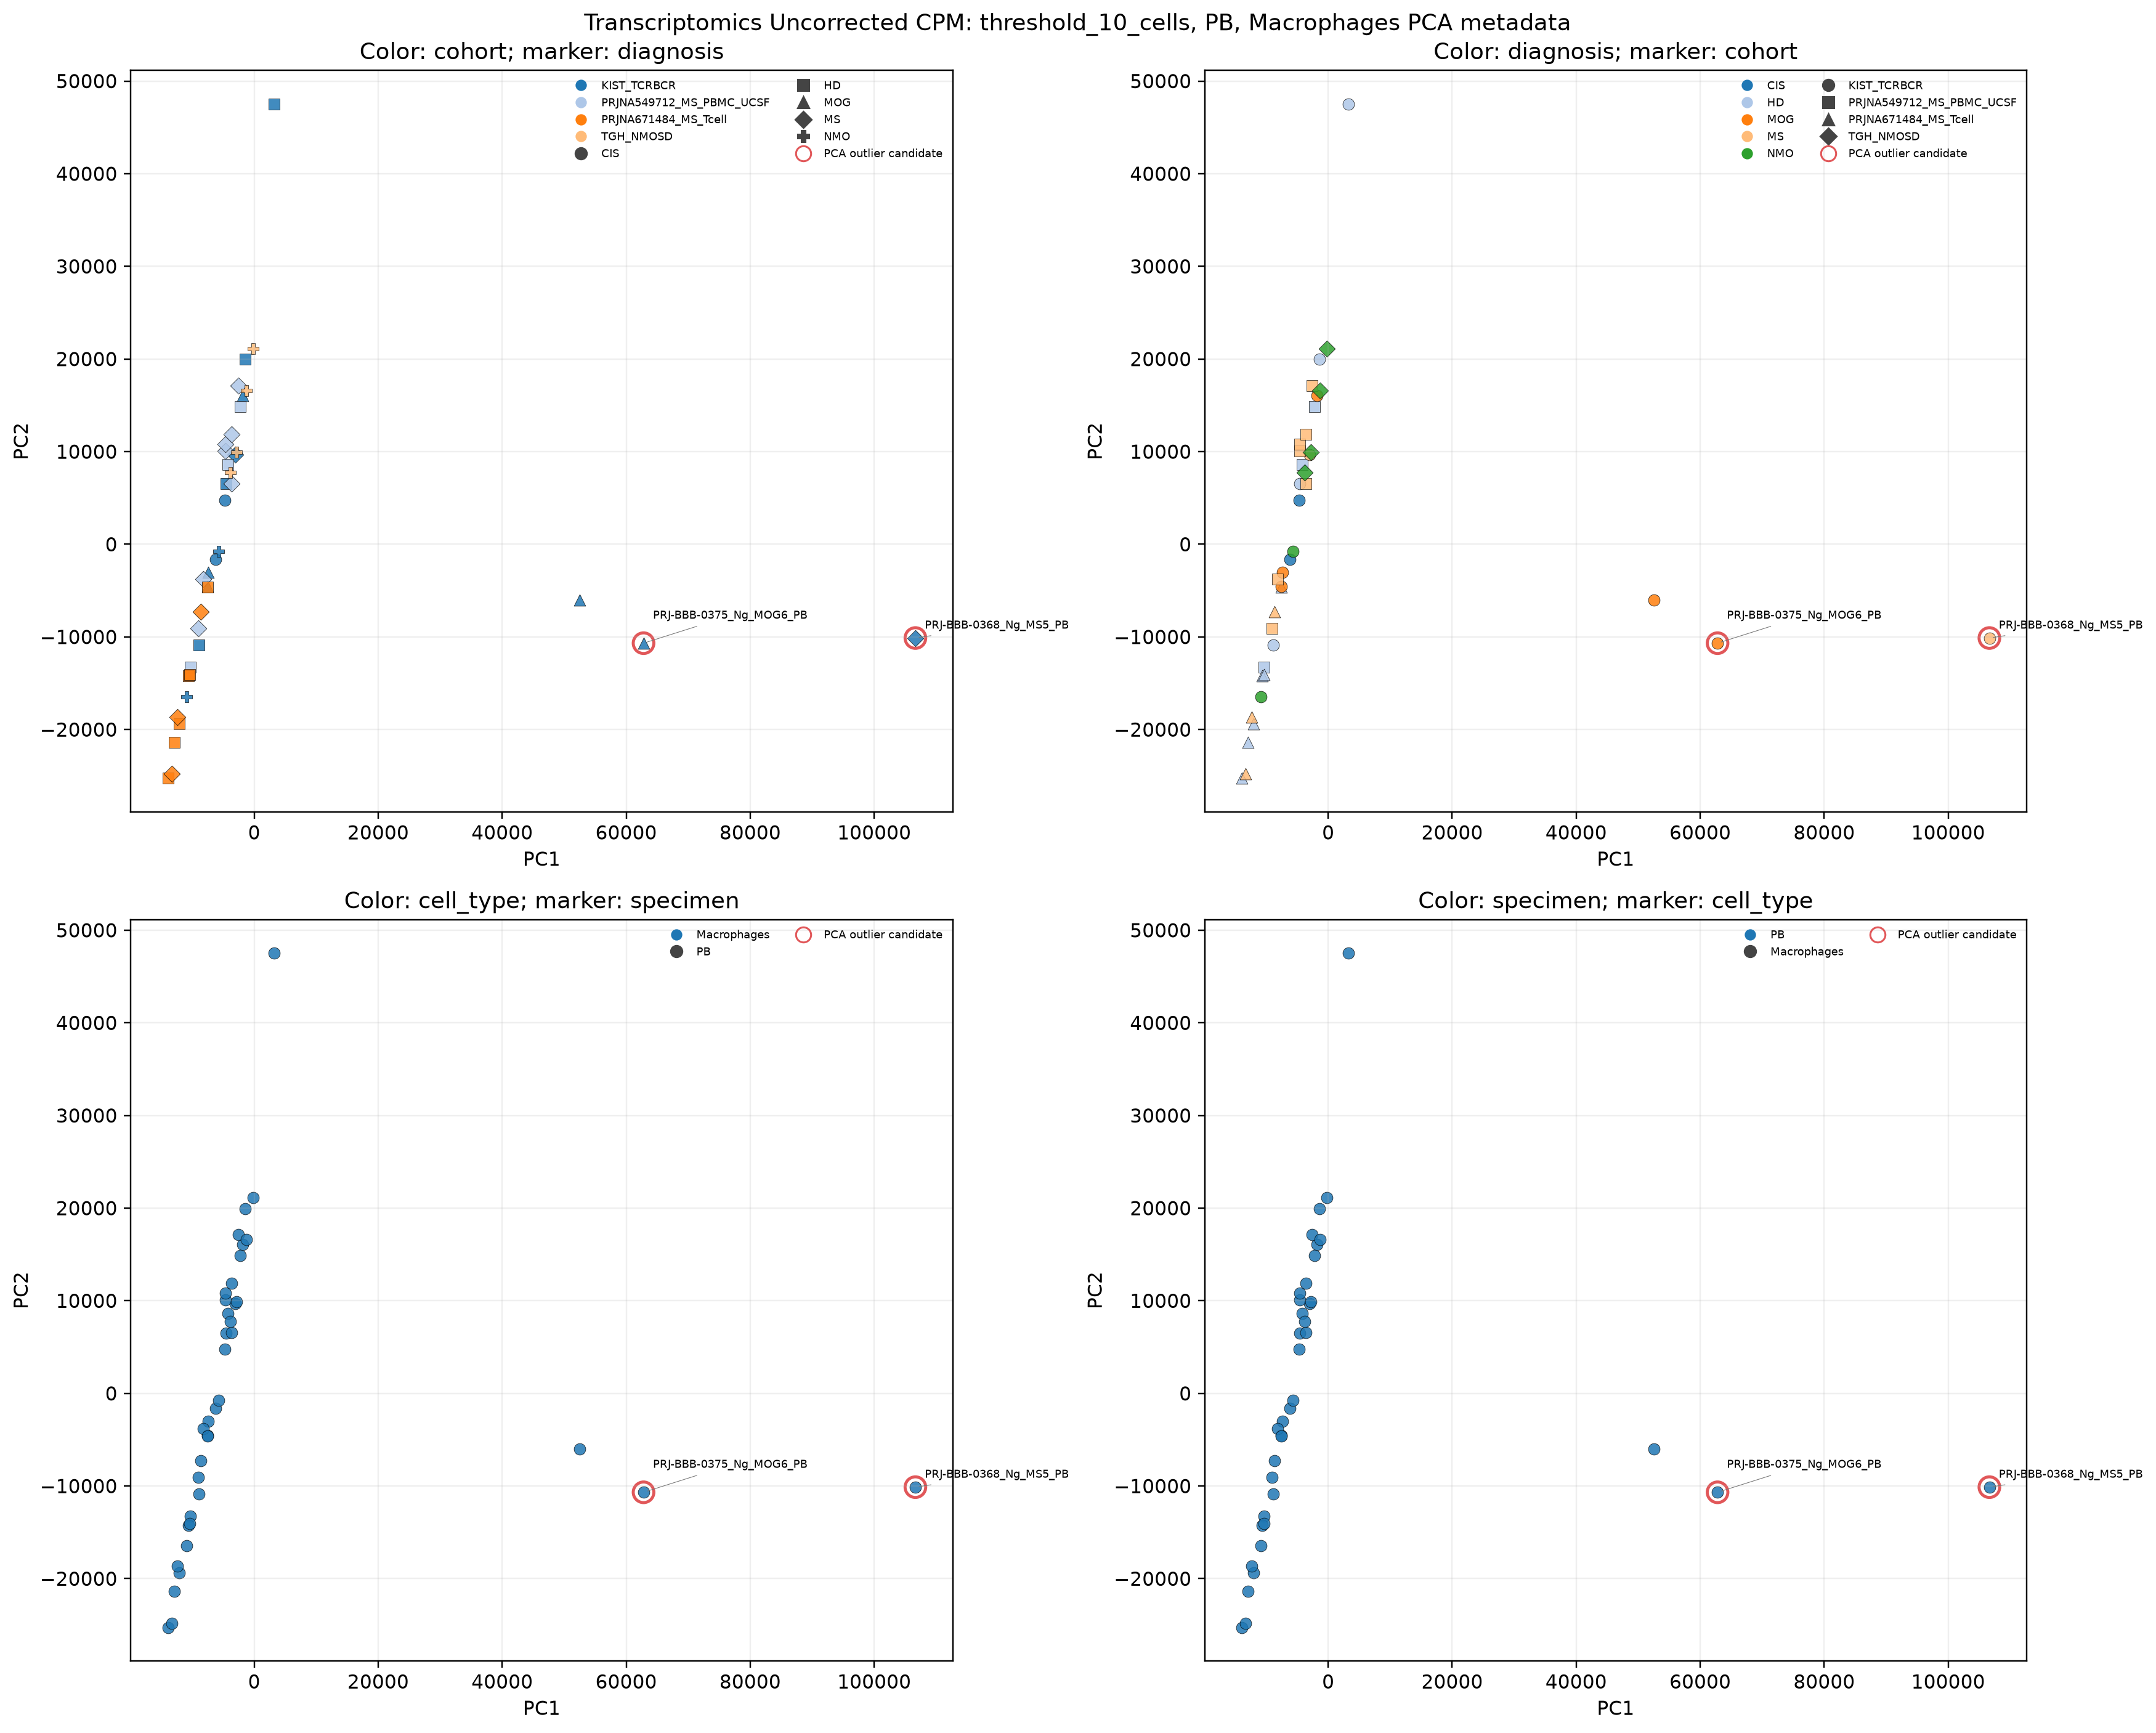 Transcriptomics Uncorrected CPM: threshold_10_cells, PB, Macrophages PCA metadata
Color: cohort; marker: diagnosis
50000
40000
30000
20000
10000
0
−10000
−20000
PC2
KIST_TCRBCR
PRJNA549712_MS_PBMC_UCSF
PRJNA671484_MS_Tcell
TGH_NMOSD
CIS
HD
MOG
MS
NMO
PCA outlier candidate
PRJ-BBB-0375_Ng_MOG6_PB
PRJ-BBB-0368_Ng_MS5_PB
0 20000 40000 60000 80000 100000
PC1
Color: diagnosis; marker: cohort
50000
40000
30000
20000
10000
0
−10000
−20000
PC2
CIS
HD
MOG
MS
NMO
KIST_TCRBCR
PRJNA549712_MS_PBMC_UCSF
PRJNA671484_MS_Tcell
TGH_NMOSD
PCA outlier candidate
PRJ-BBB-0375_Ng_MOG6_PB
PRJ-BBB-0368_Ng_MS5_PB
0 20000 40000 60000 80000 100000
PC1
Color: cell_type; marker: specimen
50000
40000
30000
20000
10000
0
−10000
−20000
PC2
Macrophages
PB
PCA outlier candidate
PRJ-BBB-0375_Ng_MOG6_PB
PRJ-BBB-0368_Ng_MS5_PB
0 20000 40000 60000 80000 100000
PC1
Color: specimen; marker: cell_type
50000
40000
30000
20000
10000
0
−10000
−20000
PC2
PB
Macrophages
PCA outlier candidate
PRJ-BBB-0375_Ng_MOG6_PB
PRJ-BBB-0368_Ng_MS5_PB
0 20000 40000 60000 80000 100000
PC1